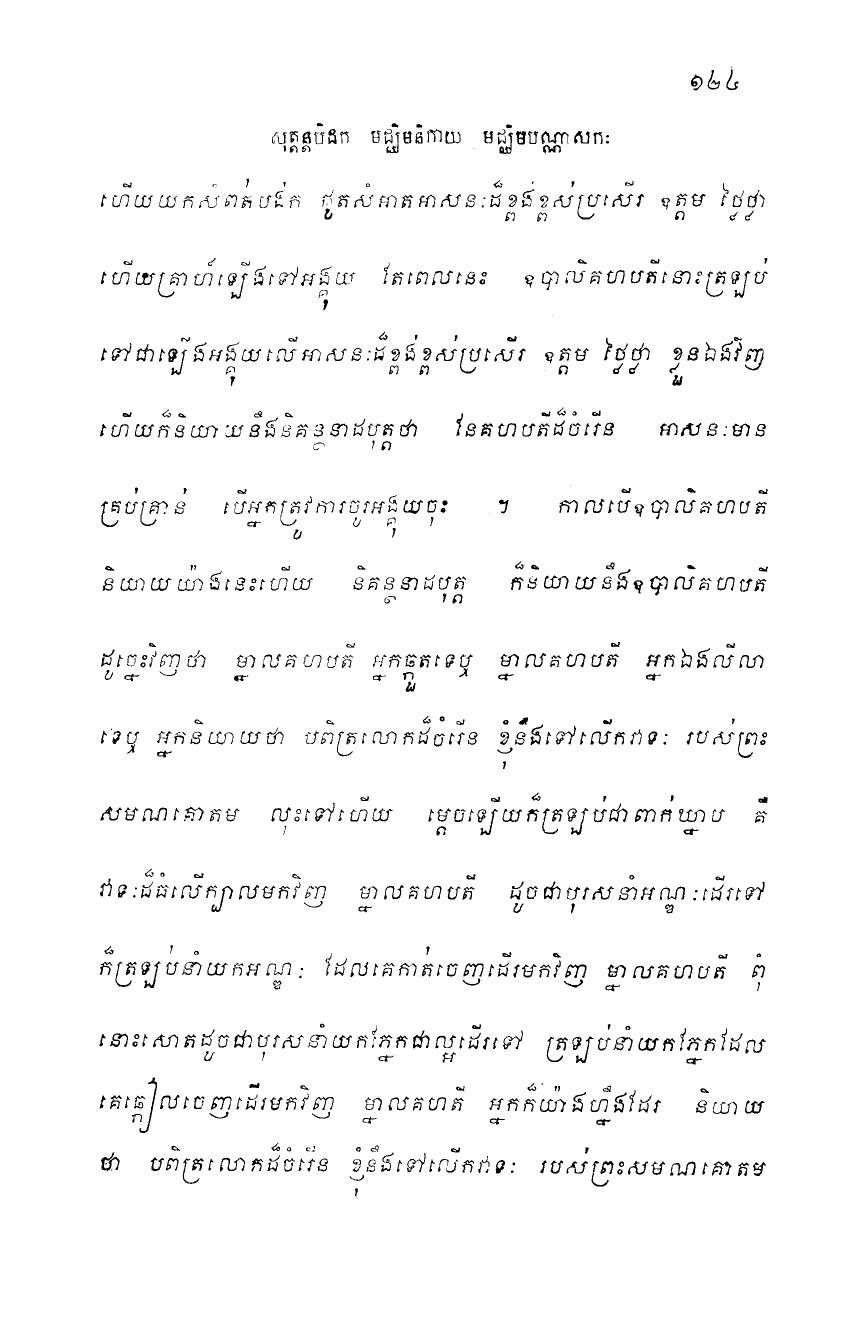 ១២៤
សុត្តន្តបិដក មជ្ឈិមនិកាយ មជ្ឈិមបណ្ណាសកៈ
ហើយយកសំពត់បង់ក ជូតសំអាតអាសនៈដ៏ខ្ពង់ខ្ពស់ប្រសើរ ឧត្តម ថ្លៃថ្លា
ហើយគ្រាហ៍ឡើងទៅអង្គុយ តែពេលនេះ ឧបាលិគហបតីនោះត្រឡប់
ទៅជាឡើងអង្គុយលើអាសនៈដ៏ខ្ពង់ខ្ពស់ប្រសើរ ឧត្តម ថ្លៃថ្លា ខ្លួនឯងវិញ
ហើយក៏និយាយនឹងនិគន្ថនាដបុត្តថា នែគហបតីដ៏ចំរើន អាសនៈមាន
គ្រប់គ្រាន់ បើអ្នកត្រូវការចូរអង្គុយចុះ ។ កាលបើឧបាលិគហបតី
និយាយយ៉ាងនេះហើយ និគន្ថនាដបុត្ត ក៏និយាយនឹងឧបាលិគហបតី
ដូច្នេះវិញថា ម្នាលគហបតី អ្នកឆ្កួតទេឬ ម្នាលគហបតី អ្នកឯងលីលា
ទេឬ អ្នកនិយាយថា បពិត្រលោកដ៏ចំរើន ខ្ញុំនឹងទៅលើកវាទៈ របស់ព្រះ
សមណគោតម លុះទៅហើយ ម្តេចឡើយក៏ត្រឡប់ជាពាក់ឃ្នាប គឺ
វាទៈដ៏ធំលើក្បាលមកវិញ ម្នាលគហបតី ដូចជាបុរសនាំអណ្ឌៈដើរទៅ
ក៏ត្រឡប់នាំយកអណ្ឌៈ ដែលគេកាត់ចេញដើរមកវិញ ម្នាលគហបតី ពុំ
នោះសោតដូចជាបុរសនាំយកភ្នែកជាល្អដើរទៅ ត្រឡប់នាំយកភ្នែកដែល
គេឆ្កៀលចេញដើរមកវិញ ម្នាលគហតី អ្នកក៏យ៉ាងហ្នឹងដែរ និយាយ
ថា បពិត្រលោកដ៏ចំរើន ខ្ញុំនឹងទៅលើកវាទៈ របស់ព្រះសមណគោតម